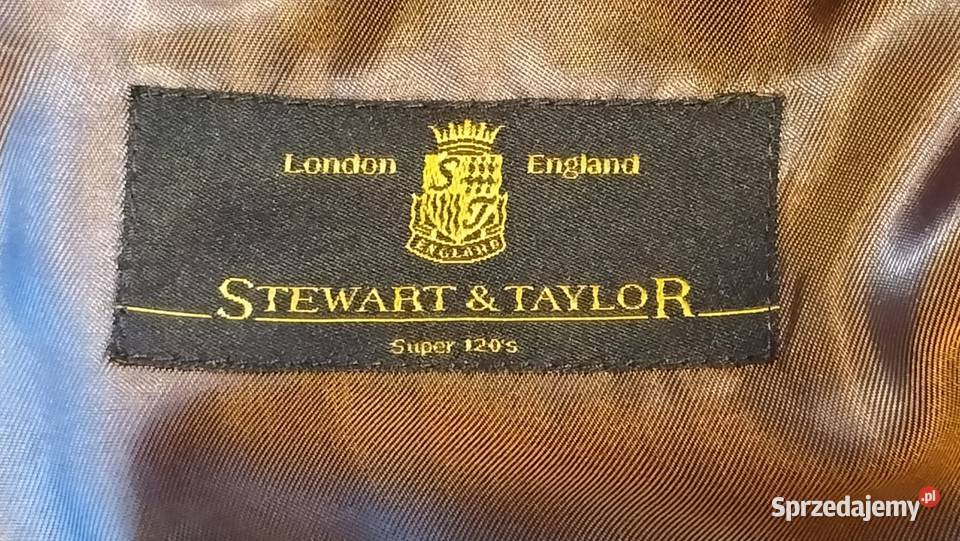 London England
S
T
ENGLAND
STEWART & TAYLOR
Super 120's
Sprzedajemy.pl